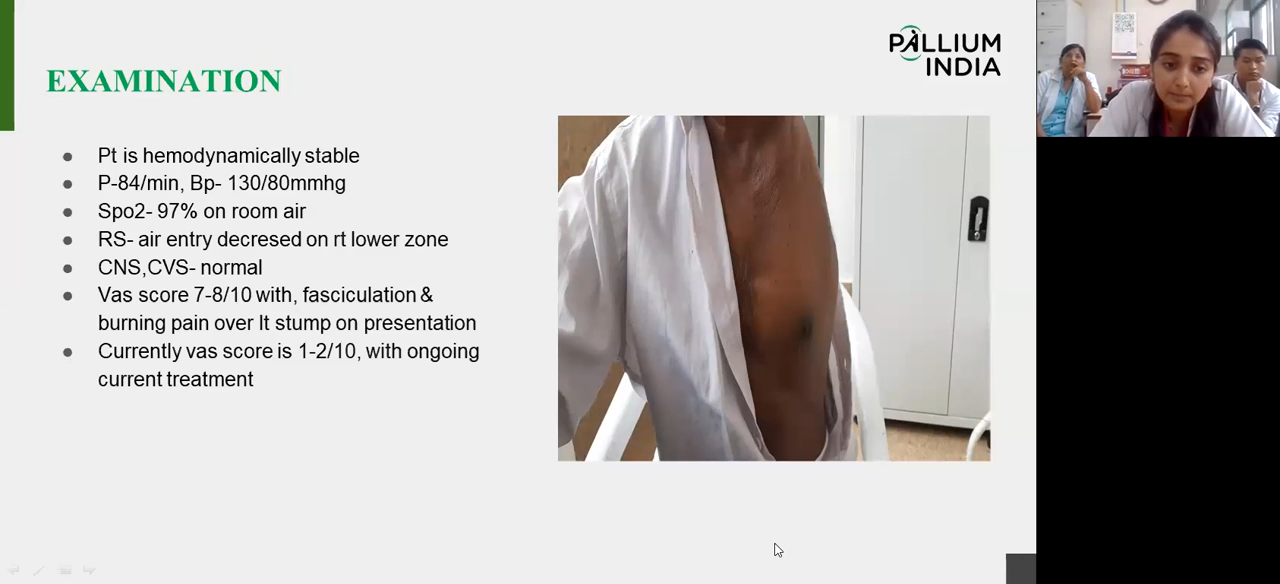 PALLIUM
INDIA
EXAMINATION
Pt is hemodynamically stable
P-84/min, Bp- 130/80mmhg
Spo2- 97% on room air
RS- air entry decresed on rt lower zone
CNS,CVS- normal
Vas score 7-8/10 with, fasciculation &
burning pain over lt stump on presentation
Currently vas score is 1-2/10, with ongoing
current treatment